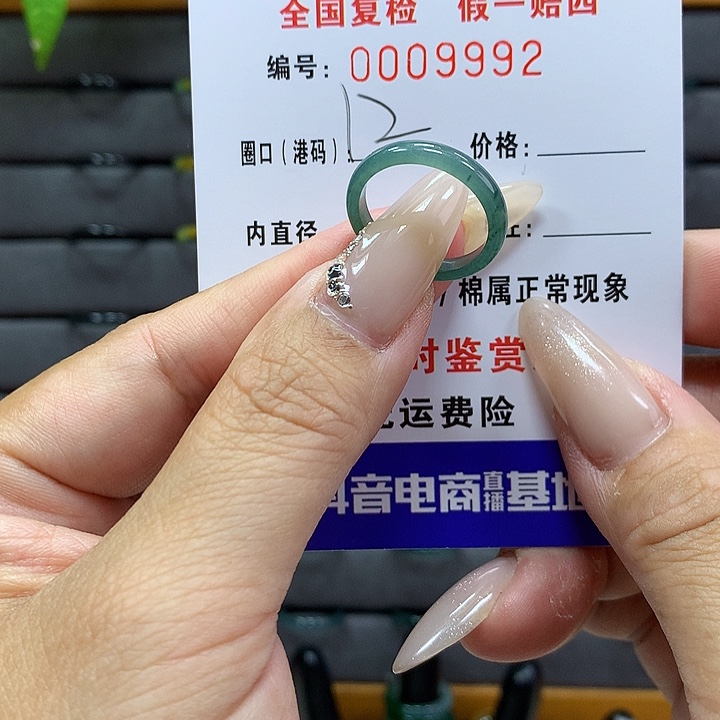 全国复检 假一赔四
编号: 0009992
圈口(港码): 12 价格:
内直径
棉属正常现象
时鉴赏
运费险
抖音电商直播基地